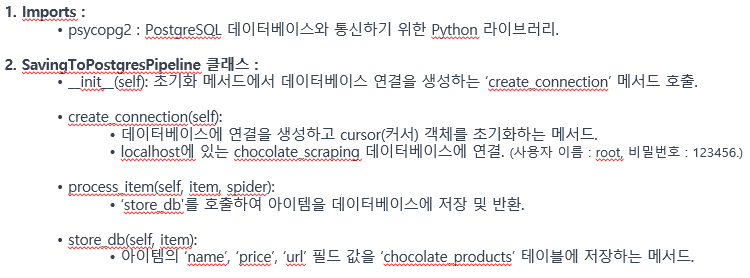 1. Imports :
• psycopg2 : PostgreSQL 데이터베이스와 통신하기 위한 Python 라이브러리.
2. SavingToPostgresPipeline 클래스 :
• __init__(self): 초기화 메서드에서 데이터베이스 연결을 생성하는 ‘create_connection’ 메서드 호출.
• create_connection(self):
• 데이터베이스에 연결을 생성하고 cursor(커서) 객체를 초기화하는 메서드.
• localhost에 있는 chocolate_scraping 데이터베이스에 연결. (사용자 이름 : root, 비밀번호 : 123456.)
• process_item(self, item, spider):
• ‘store_db’를 호출하여 아이템을 데이터베이스에 저장 및 반환.
• store_db(self, item):
• 아이템의 ‘name’, ‘price’, ‘url’ 필드 값을 ‘chocolate_products’ 테이블에 저장하는 메서드.